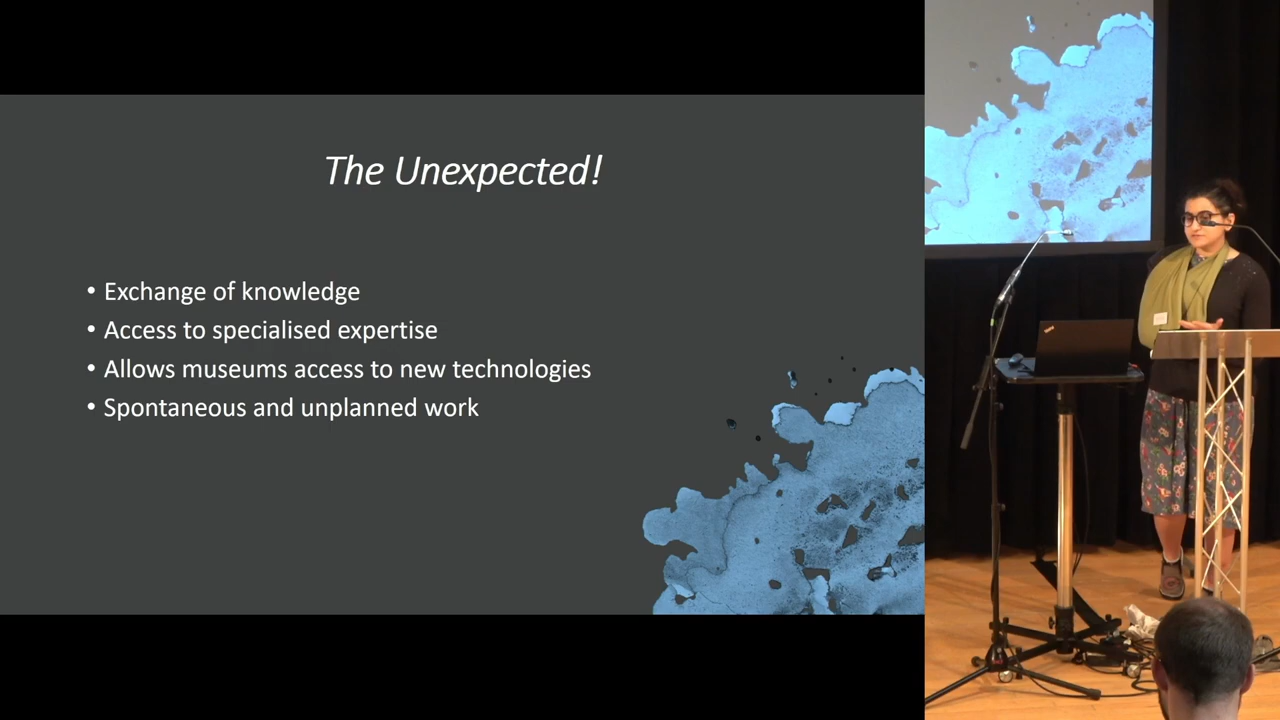 The Unexpected!
• Exchange of knowledge
• Access to specialised expertise
• Allows museums access to new technologies
• Spontaneous and unplanned work